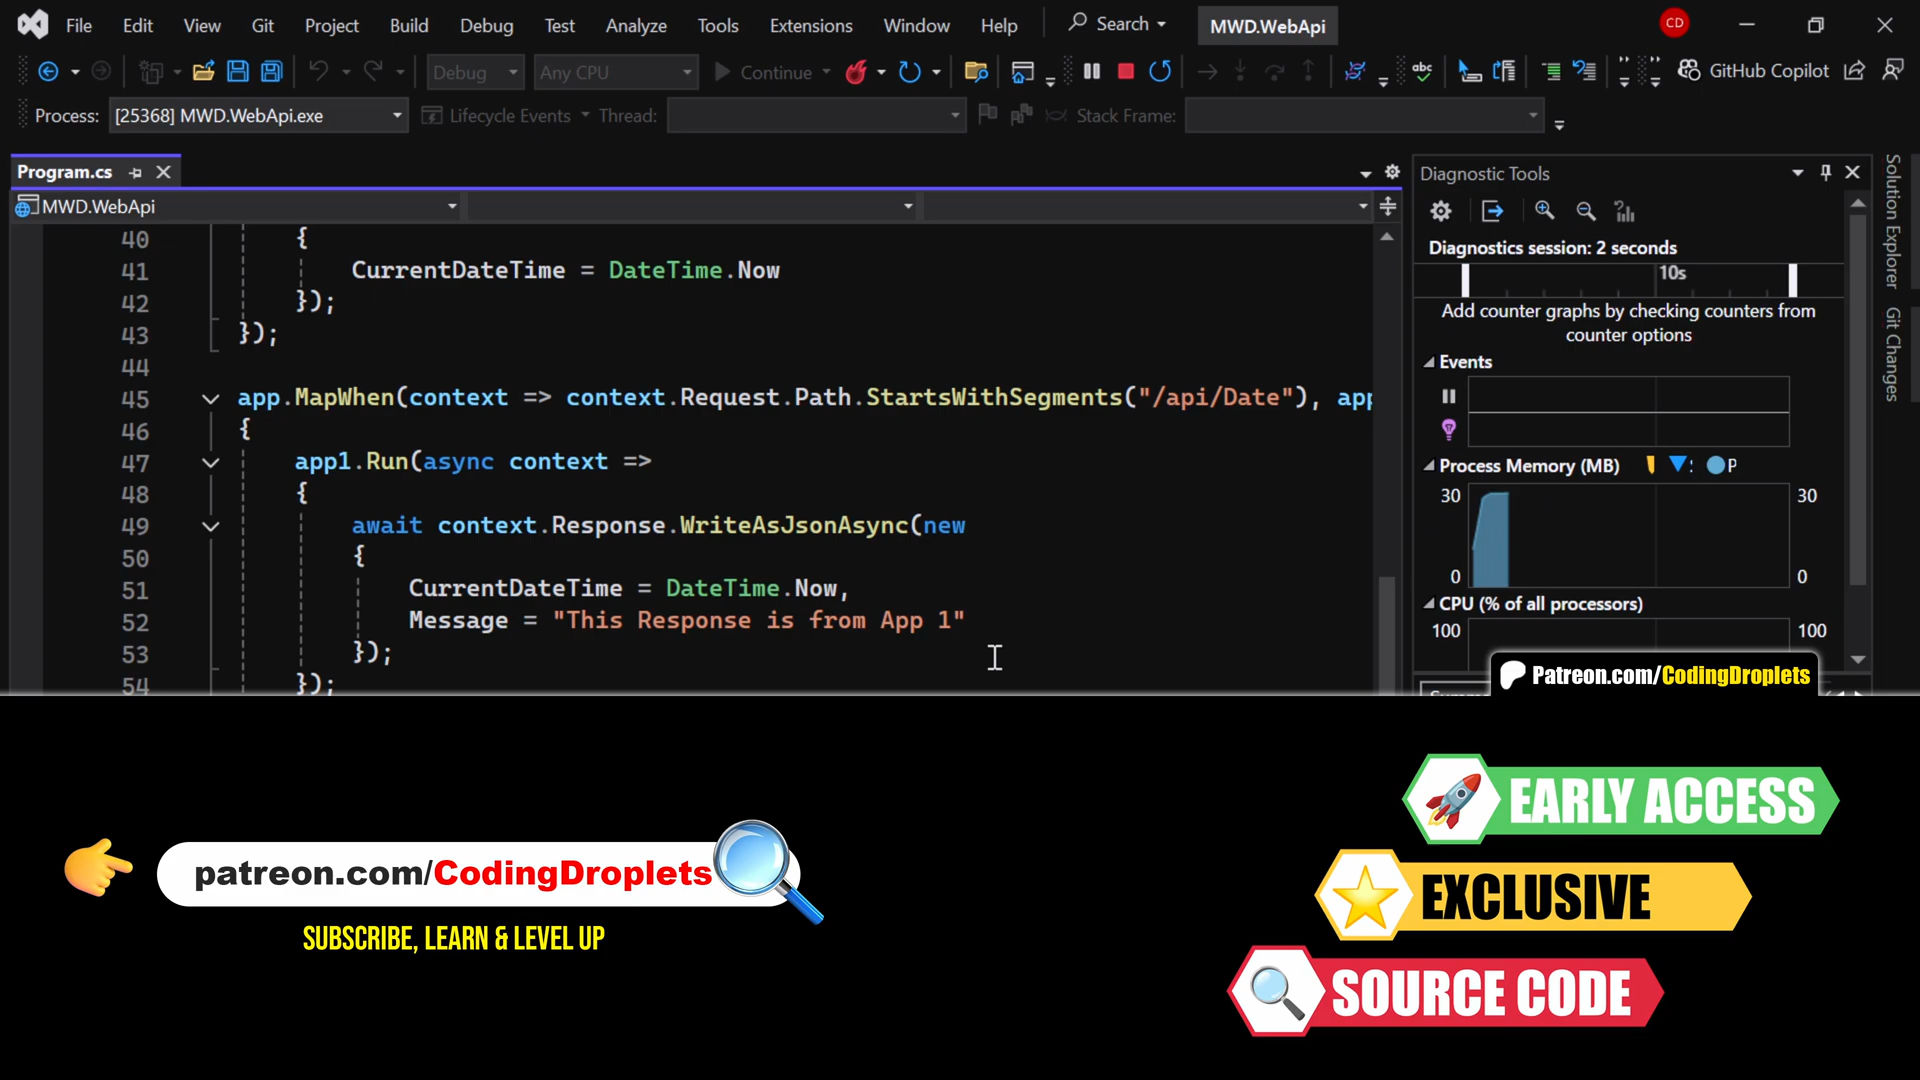 File Edit View Git Project Build Debug Test Analyze Tools Extensions Window Help Search MWD.WebApi CD
Debug Any CPU Continue abc GitHub Copilot
Process: [25368] MWD.WebApi.exe Lifecycle Events Thread: Stack Frame:
Program.cs
MWD.WebApi
40 {
41 CurrentDateTime = DateTime.Now
42 });
43 });
44
45 app.MapWhen(context => context.Request.Path.StartsWithSegments("/api/Date"), app
46 {
47 app1.Run(async context =>
48 {
49 await context.Response.WriteAsJsonAsync(new
50 {
51 CurrentDateTime = DateTime.Now,
52 Message = "This Response is from App 1"
53 });
54 });
Diagnostic Tools
Diagnostics session: 2 seconds
10s
Add counter graphs by checking counters from
counter options
Events
Process Memory (MB) P
30 30
0 0
CPU (% of all processors)
100 100
Solution Explorer
Git Changes
Patreon.com/CodingDroplets
patreon.com/CodingDroplets
SUBSCRIBE, LEARN & LEVEL UP
EARLY ACCESS
EXCLUSIVE
SOURCE CODE